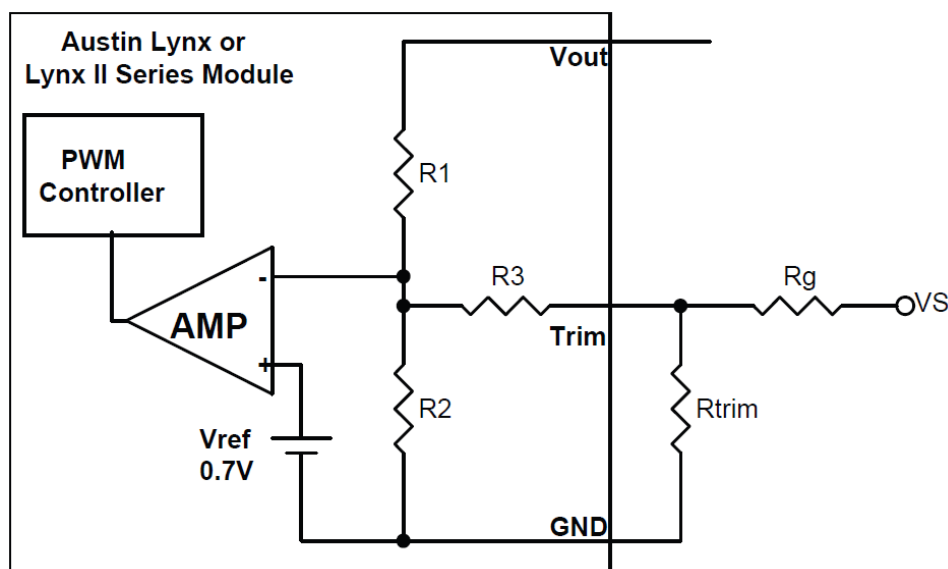 Austin Lynx or
Lynx II Series Module
Vout
PWM
Controller
R1
-
AMP
+
R3
Rg
VS
Trim
R2
Rtrim
Vref
0.7V
GND